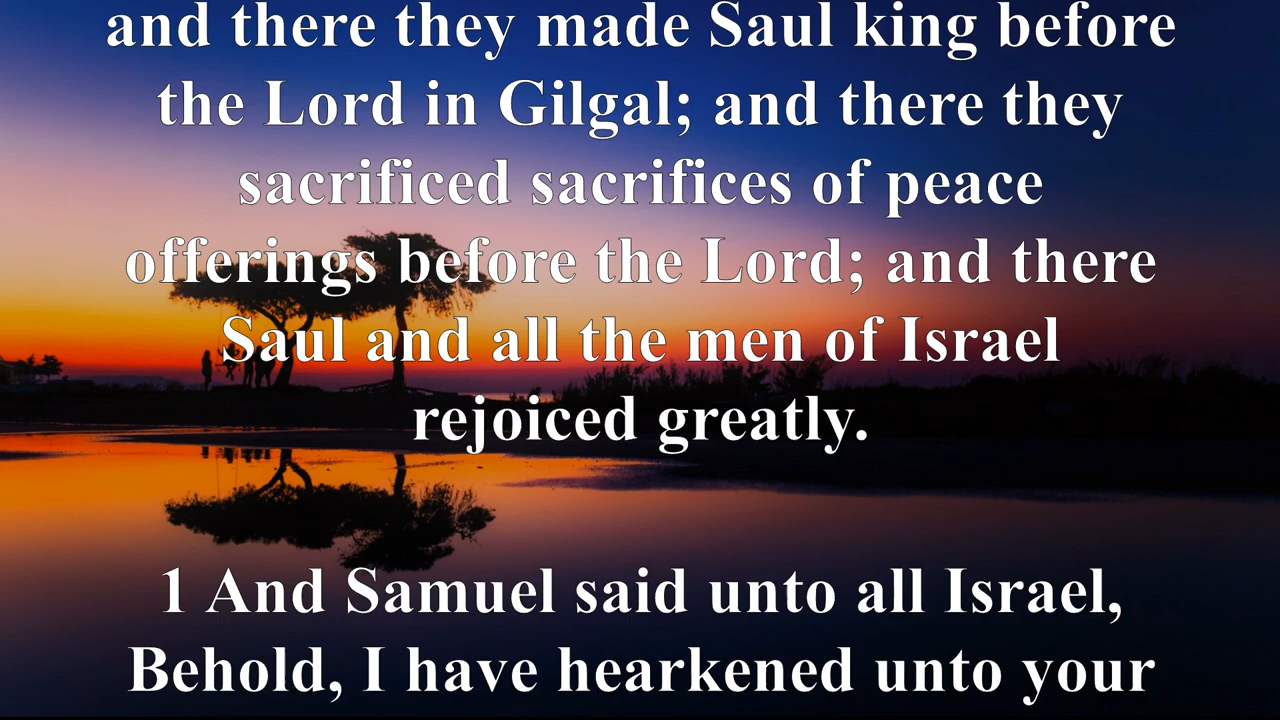 and there they made Saul king before
the Lord in Gilgal; and there they
sacrificed sacrifices of peace
offerings before the Lord; and there
Saul and all the men of Israel
rejoiced greatly.
1 And Samuel said unto all Israel,
Behold, I have hearkened unto your